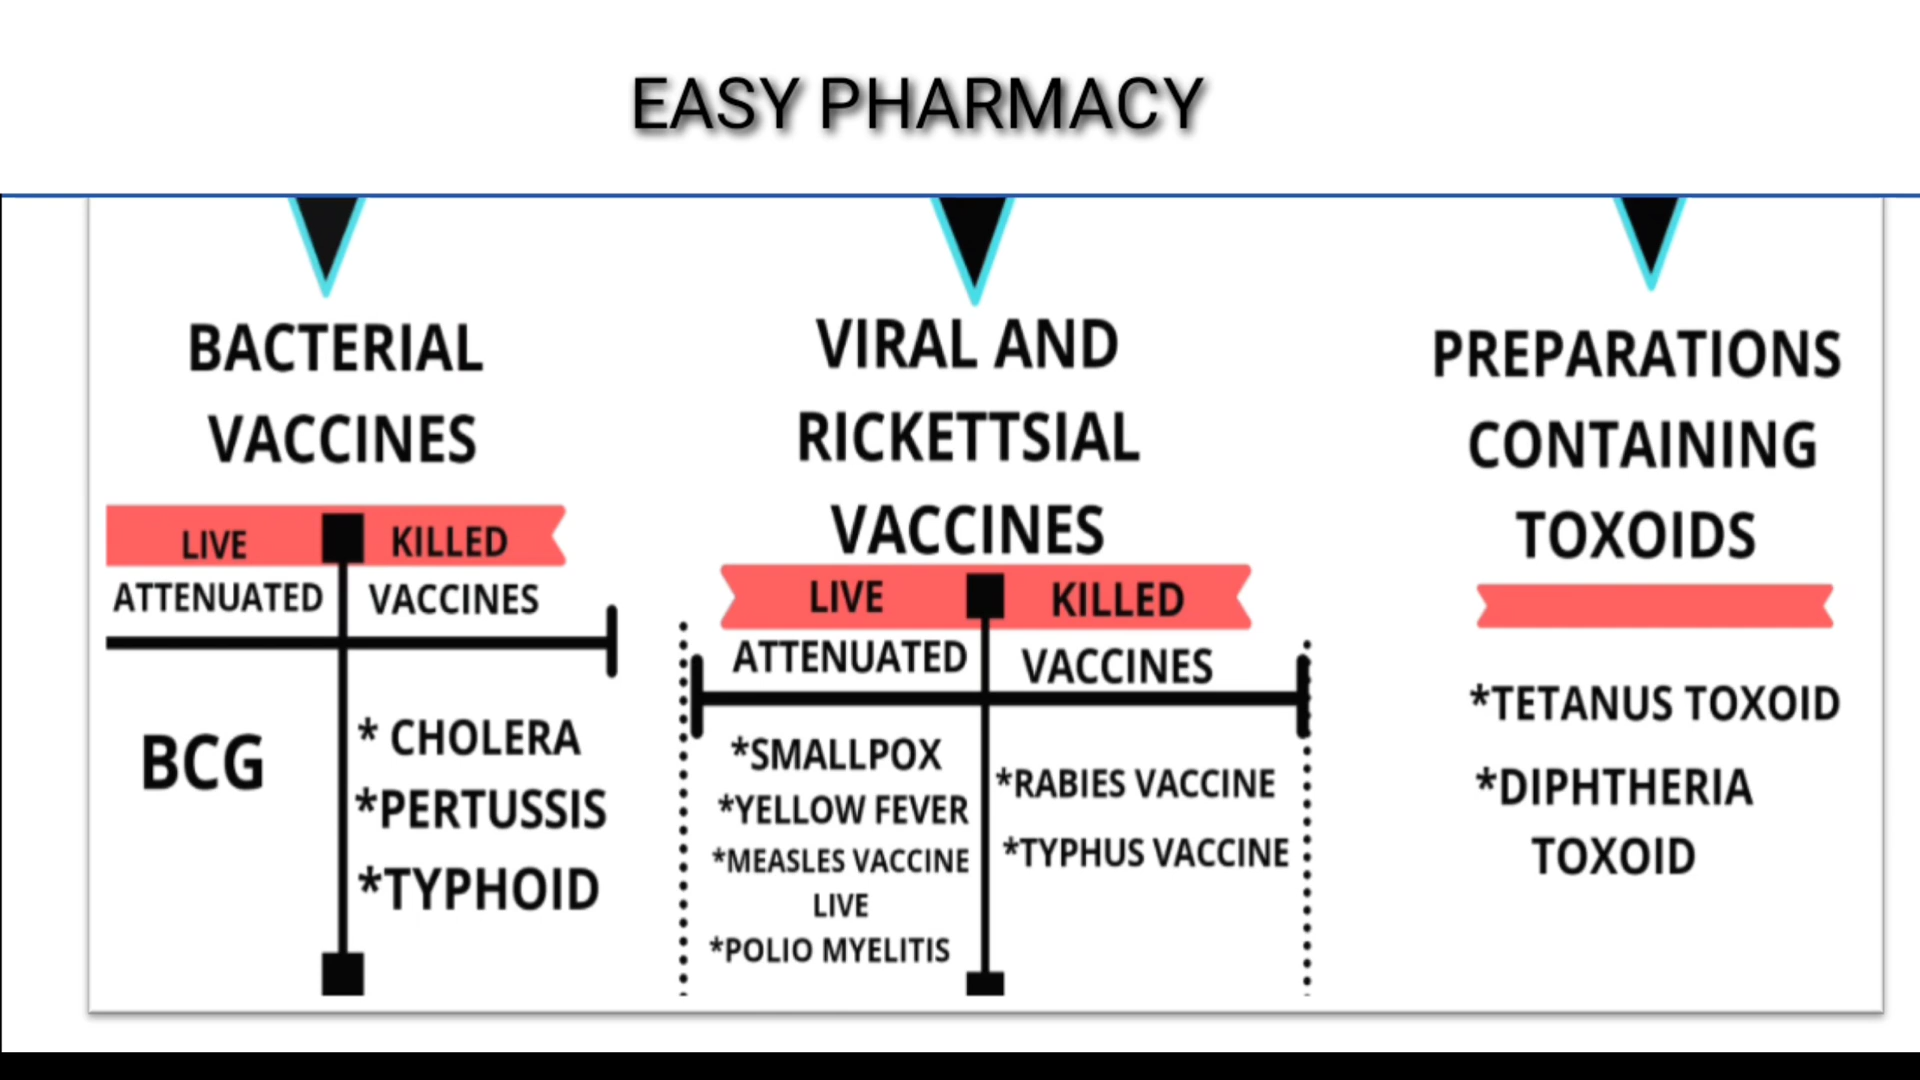 EASY PHARMACY
BACTERIAL
VACCINES
LIVE
ATTENUATED
KILLED
VACCINES
BCG
* CHOLERA
*PERTUSSIS
*TYPHOID
VIRAL AND
RICKETTSIAL
VACCINES
LIVE
ATTENUATED
KILLED
VACCINES
*SMALLPOX
*YELLOW FEVER
*MEASLES VACCINE
LIVE
*POLIO MYELITIS
*RABIES VACCINE
*TYPHUS VACCINE
PREPARATIONS
CONTAINING
TOXOIDS
*TETANUS TOXOID
*DIPHTHERIA
TOXOID